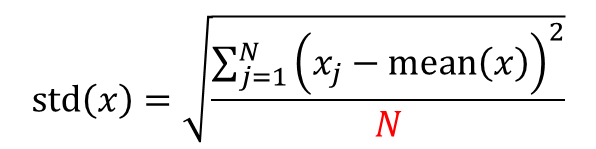 std(x) = √(∑_{j=1}^{N} (x_j − mean(x))^2 / N)